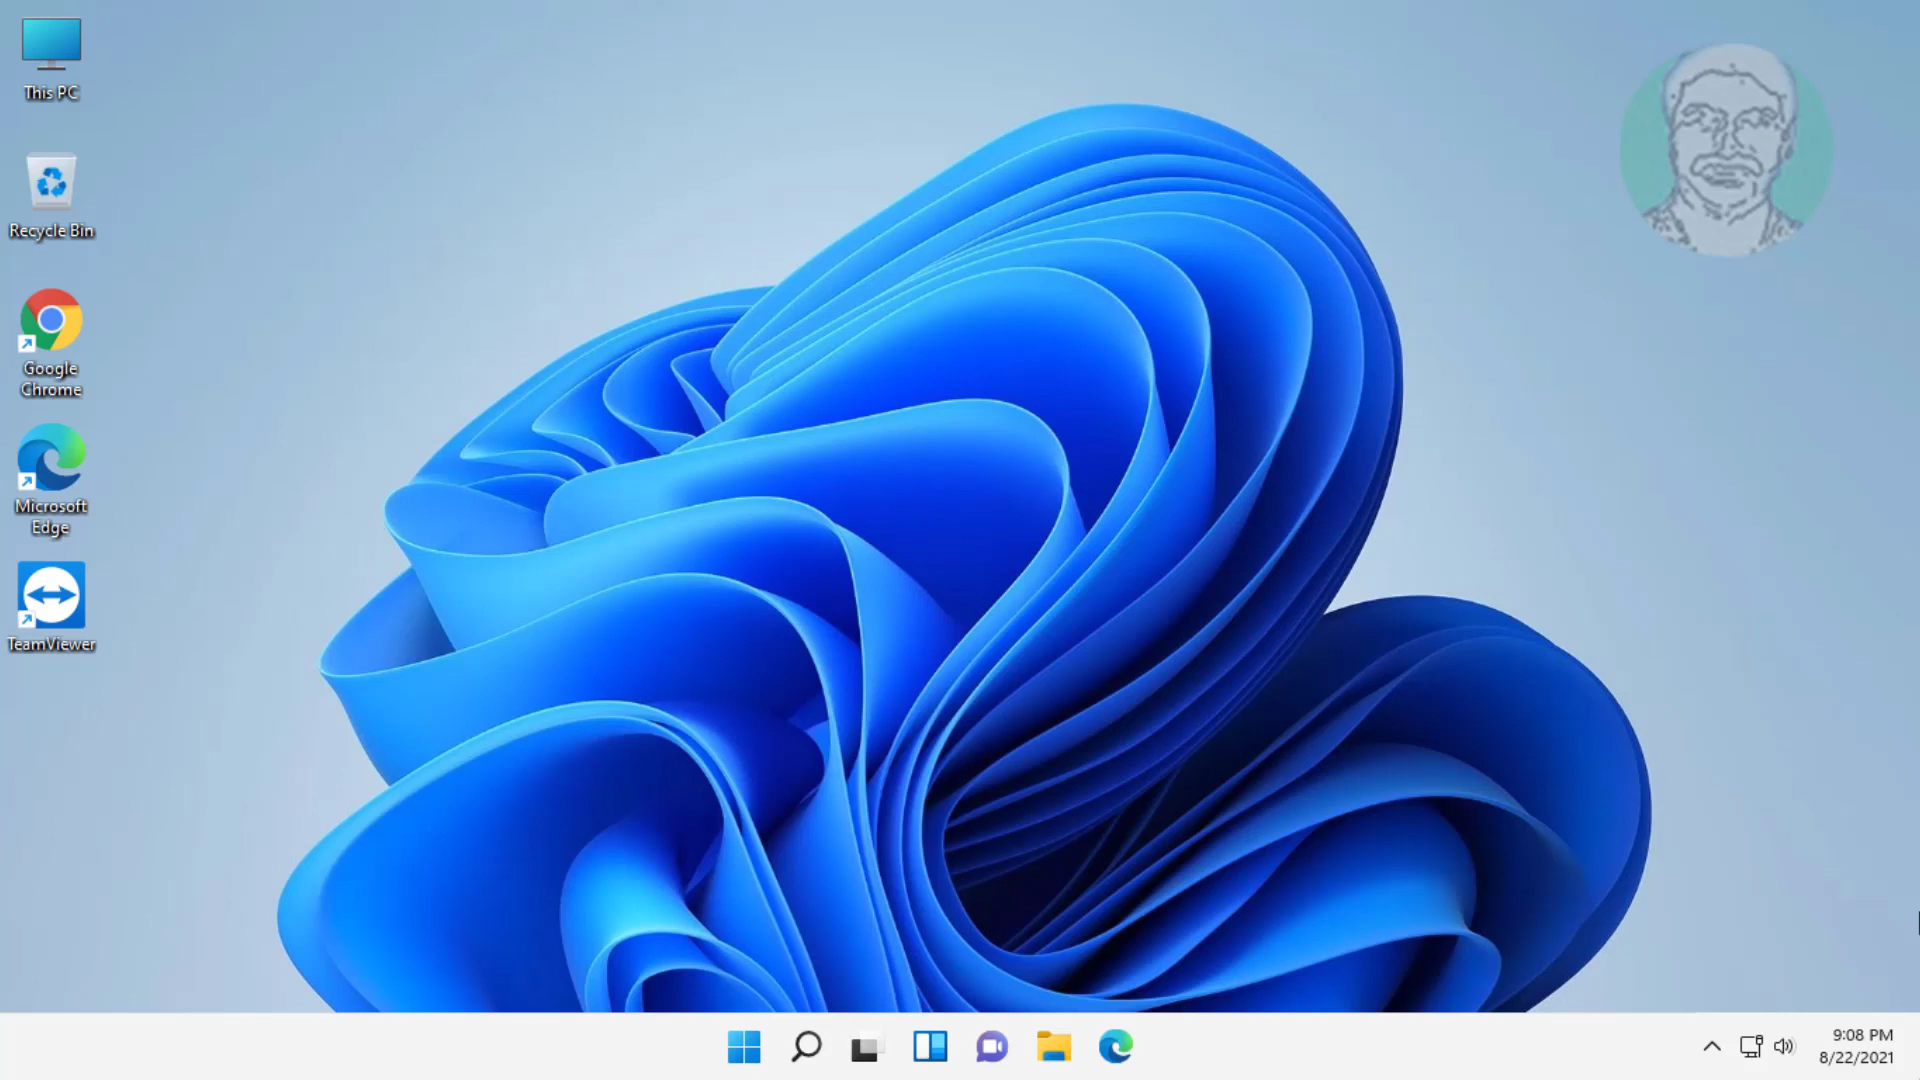 This PC
Recycle Bin
Google
Chrome
Microsoft
Edge
TeamViewer
9:08 PM
8/22/2021